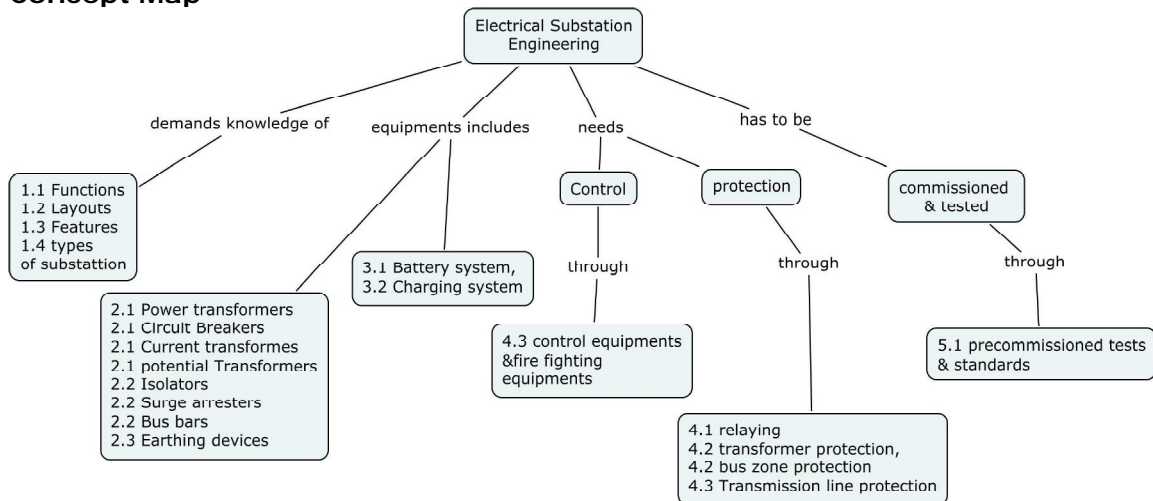 concept Map
Electrical Substation
Engineering
demands knowledge of
equipments includes
needs
has to be
1.1 Functions
1.2 Layouts
1.3 Features
1.4 types
of substattion
Control
protection
commissioned
& tested
3.1 Battery system,
3.2 Charging system
through
through
through
2.1 Power transformers
2.1 Circuit Breakers
2.1 Current transformes
2.1 potential Transformers
2.2 Isolators
2.2 Surge arresters
2.2 Bus bars
2.3 Earthing devices
4.3 control equipments
&fire fighting
equipments
5.1 precommissioned tests
& standards
4.1 relaying
4.2 transformer protection,
4.2 bus zone protection
4.3 Transmission line protection